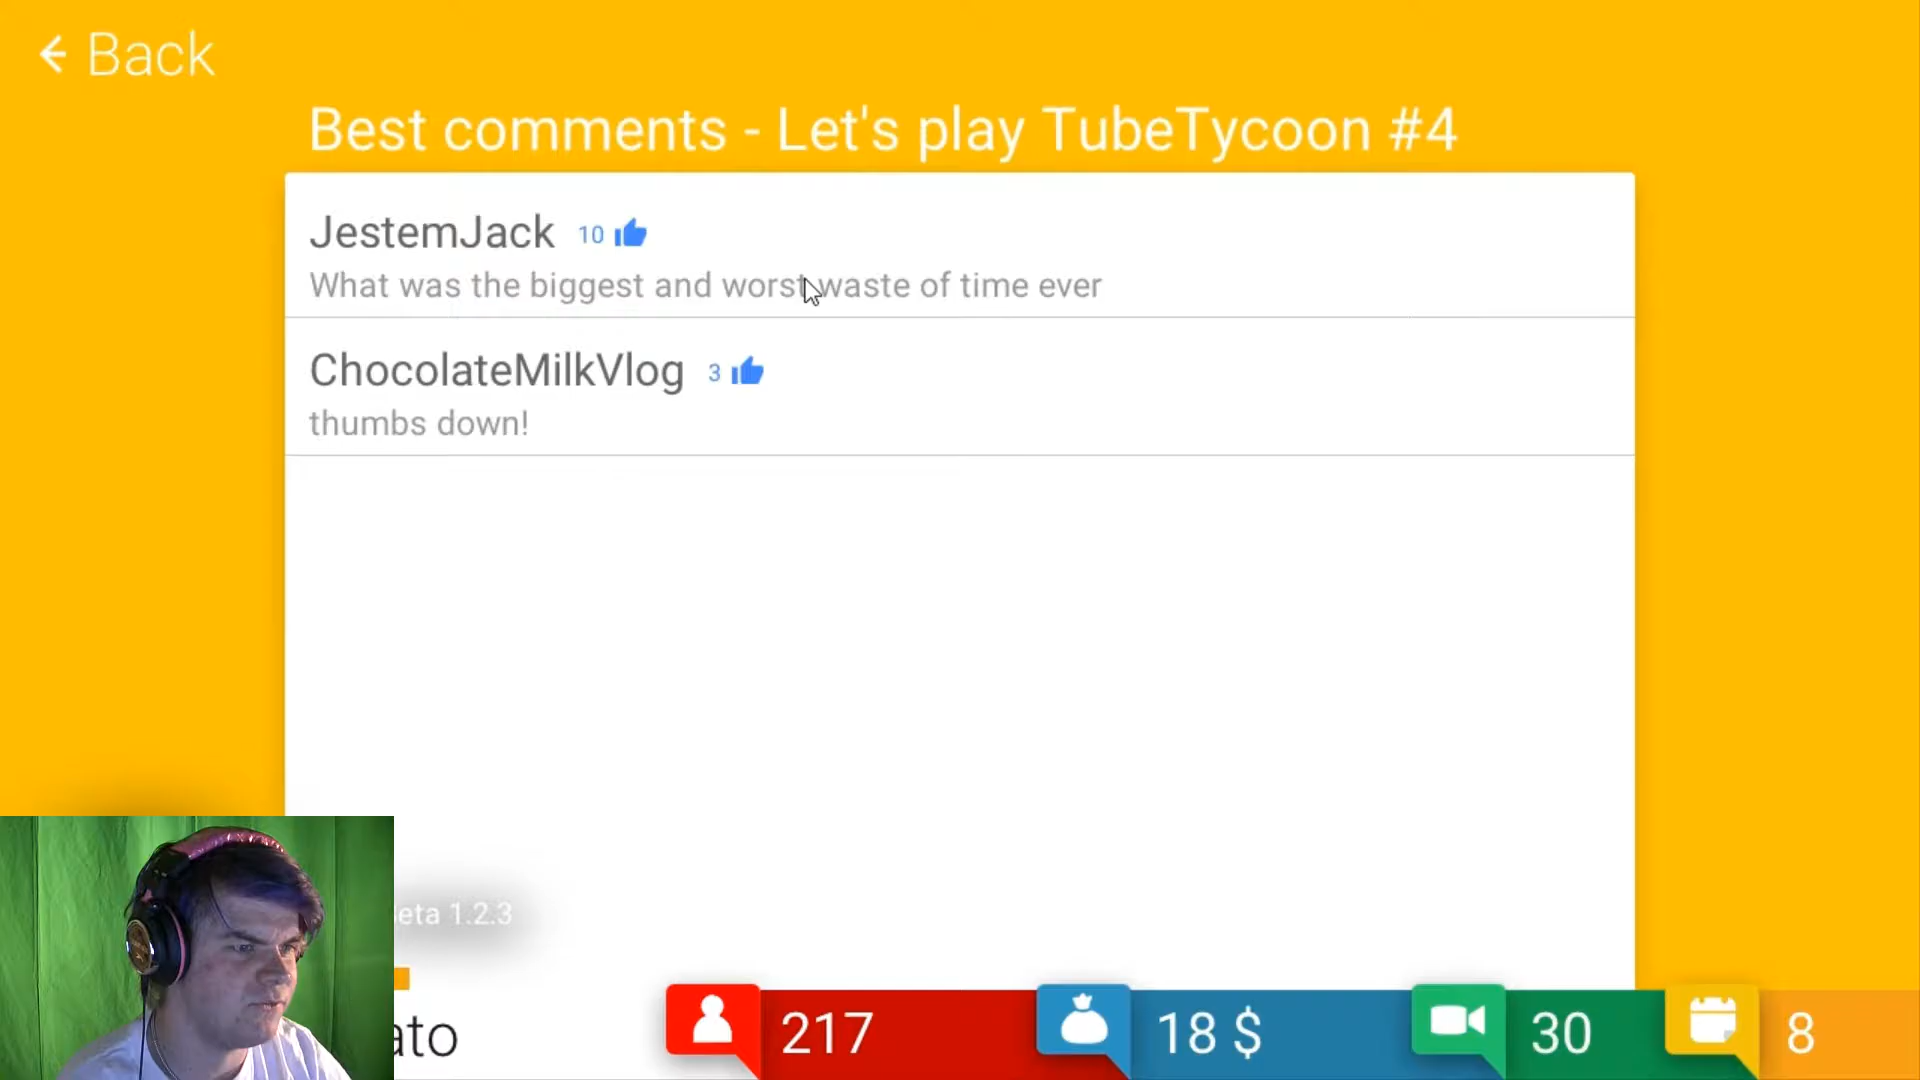 Back
Best comments - Let's play TubeTycoon #4
JestemJack 10
What was the biggest and worst waste of time ever
ChocolateMilkVlog 3
thumbs down!
eta 1.2.3
ato
217
18 $
30
8